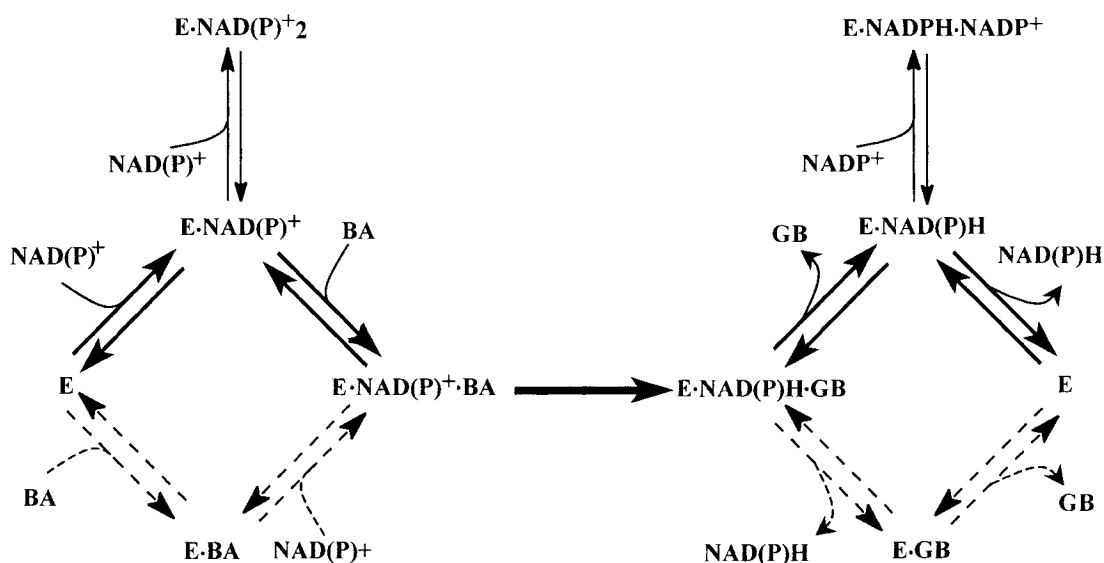 E·NAD(P)⁺2
E·NADPH·NADP⁺
NAD(P)⁺
NADP⁺
E·NAD(P)⁺
BA
GB
E·NAD(P)H
NAD(P)H
NAD(P)⁺
E
E·NAD(P)⁺·BA
E·NAD(P)H·GB
E
BA
GB
E·BA
NAD(P)+
NAD(P)H
E·GB